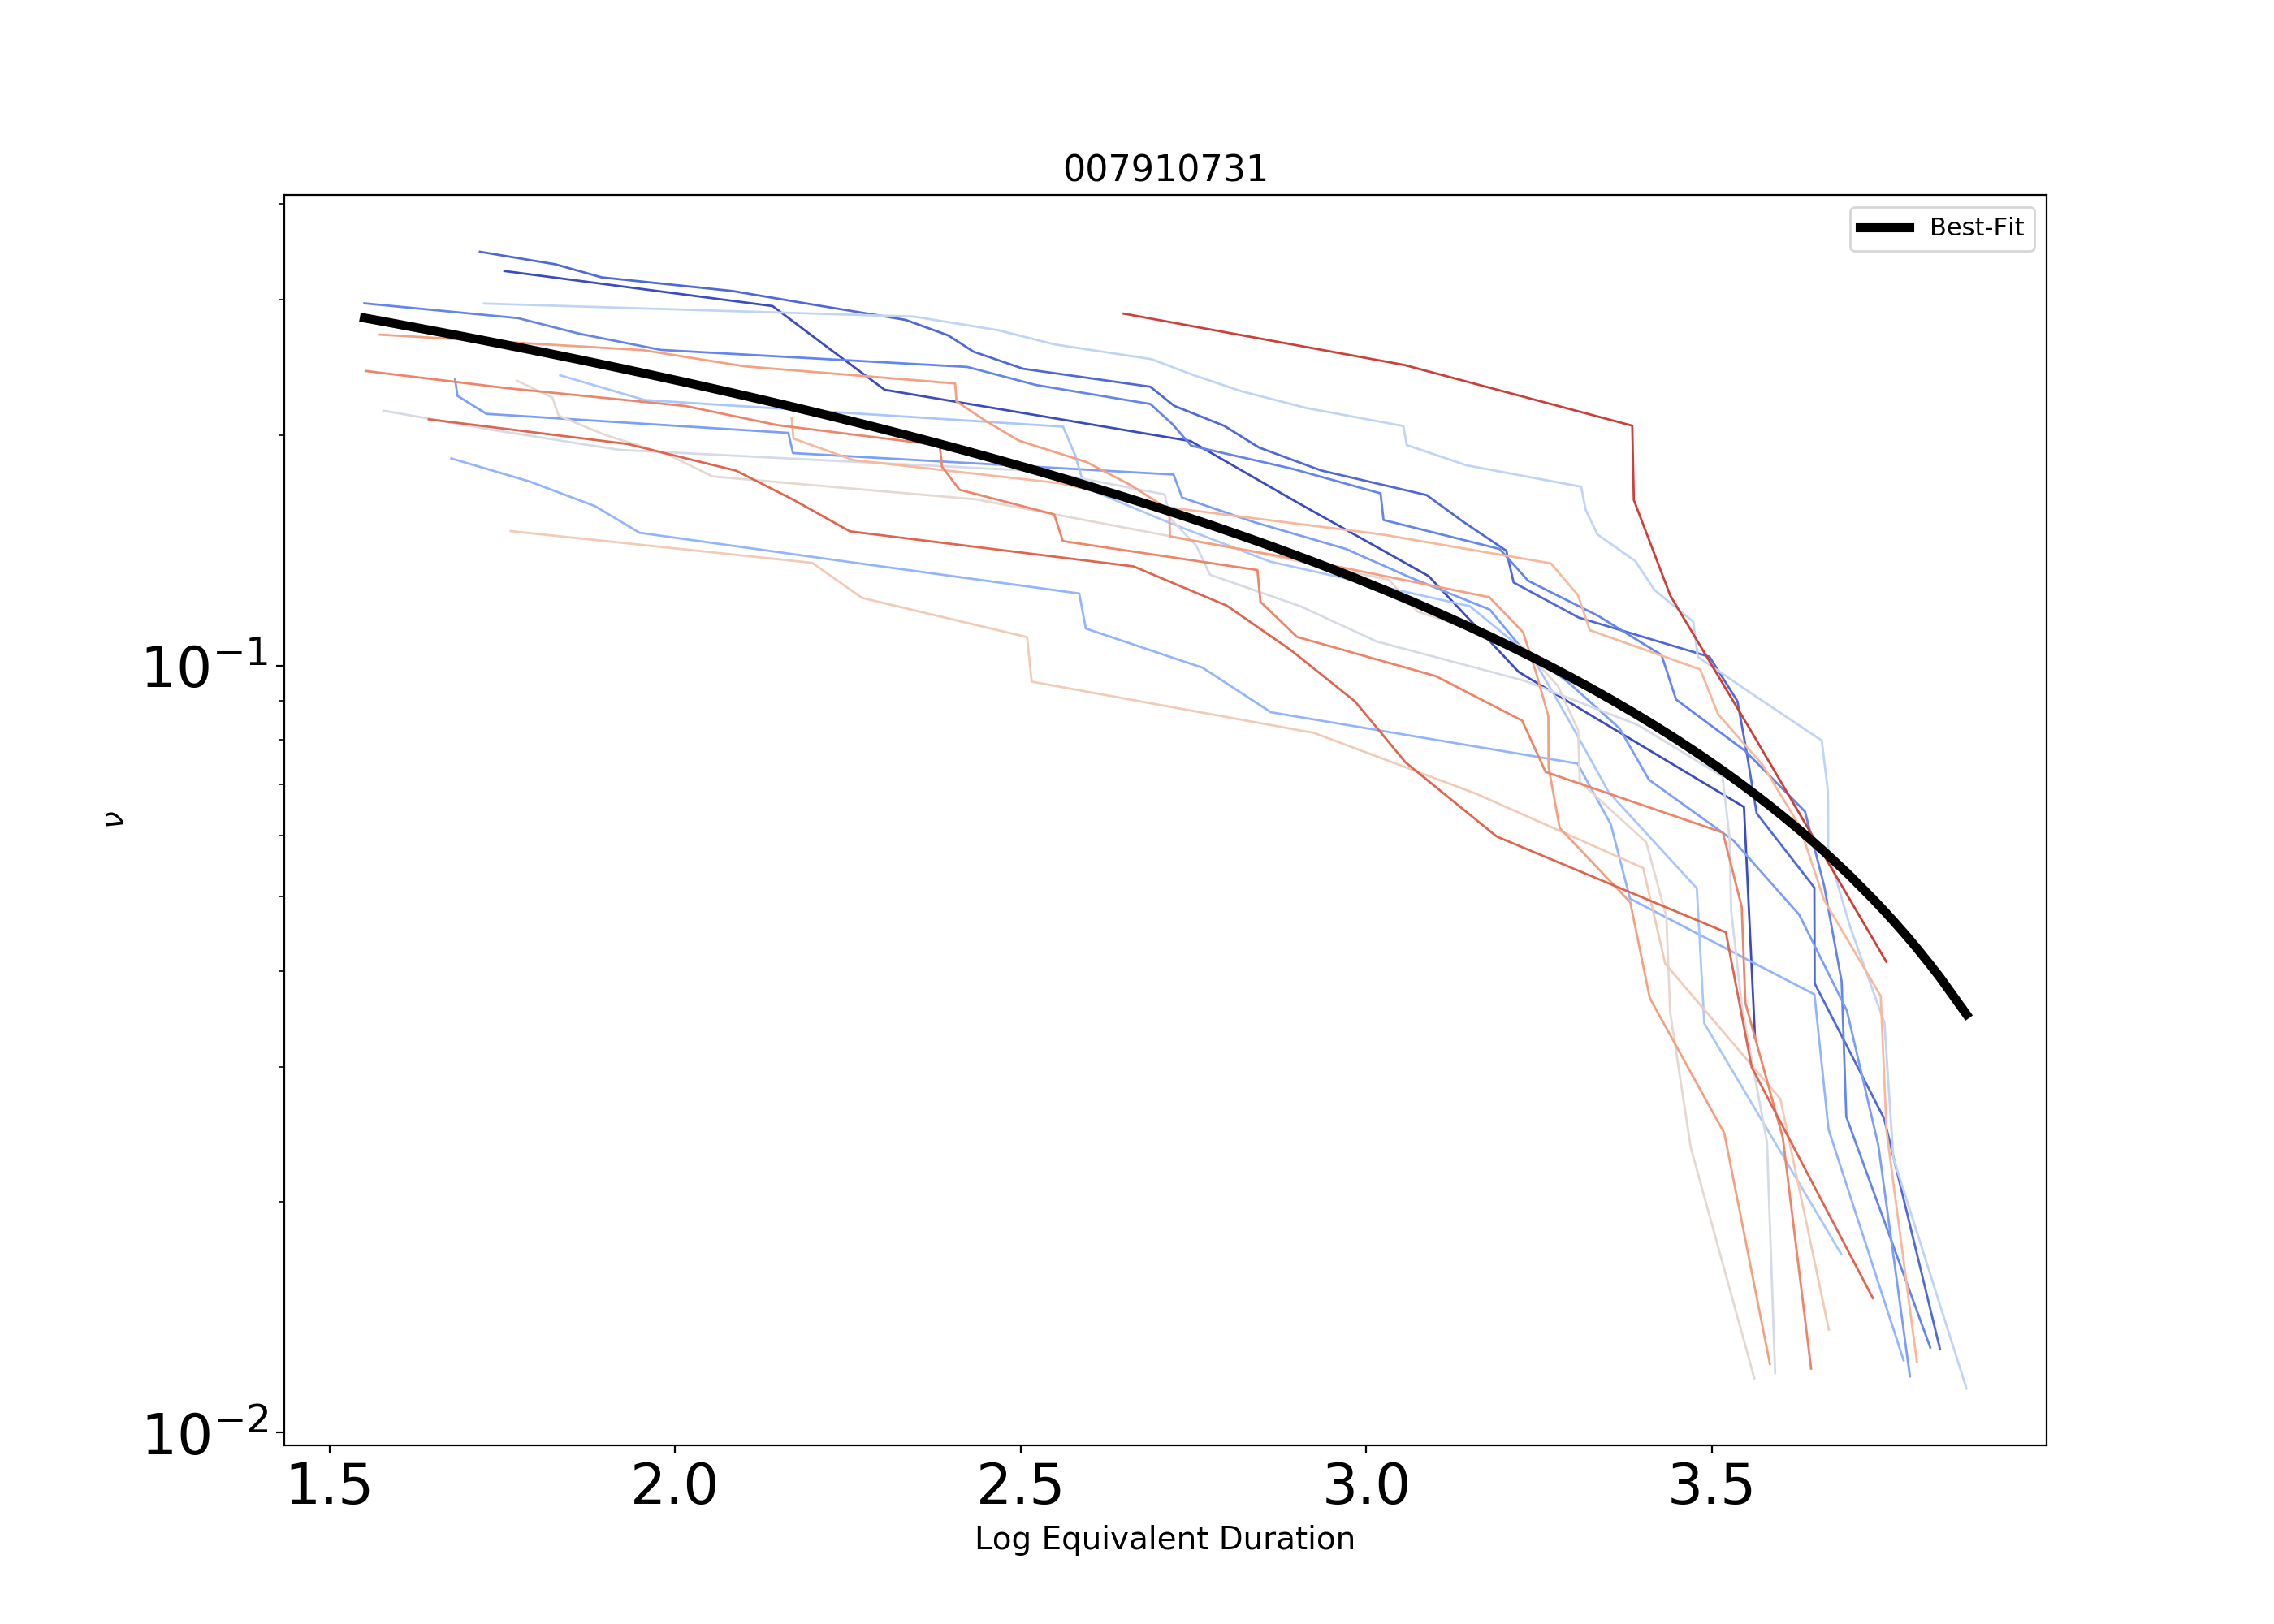 007910731
Best-Fit
10⁻¹
ν
10⁻²
1.5 2.0 2.5 3.0 3.5
Log Equivalent Duration